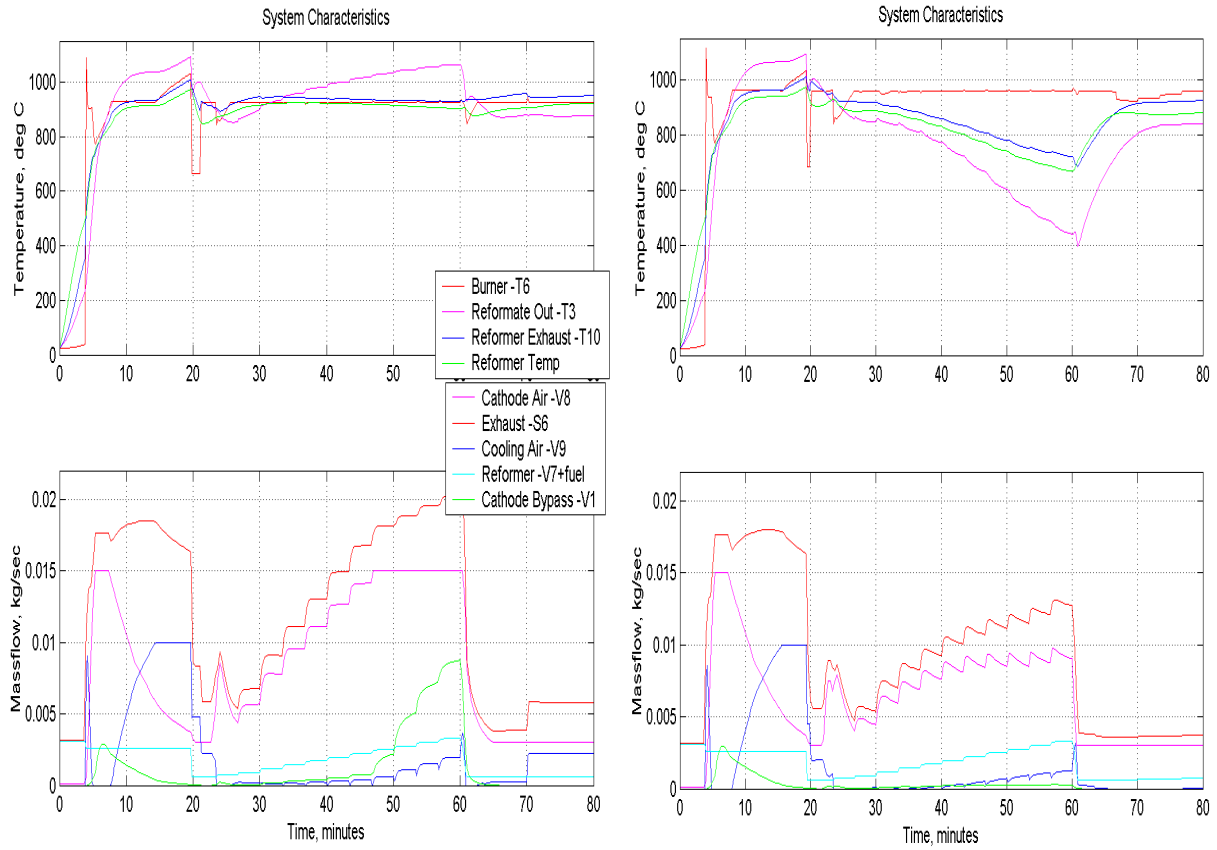 System Characteristics
Temperature, deg C
1000
800
600
400
200
0
0 10 20 30 40 50 60 70 80
Burner -T6
Reformate Out -T3
Reformer Exhaust -T10
Reformer Temp
System Characteristics
Temperature, deg C
1000
800
600
400
200
0
0 10 20 30 40 50 60 70 80
Cathode Air -V8
Exhaust -S6
Cooling Air -V9
Reformer -V7+fuel
Cathode Bypass -V1
Massflow, kg/sec
0.02
0.015
0.01
0.005
0
0 10 20 30 40 50 60 70 80
Time, minutes
Massflow, kg/sec
0.02
0.015
0.01
0.005
0
0 10 20 30 40 50 60 70 80
Time, minutes